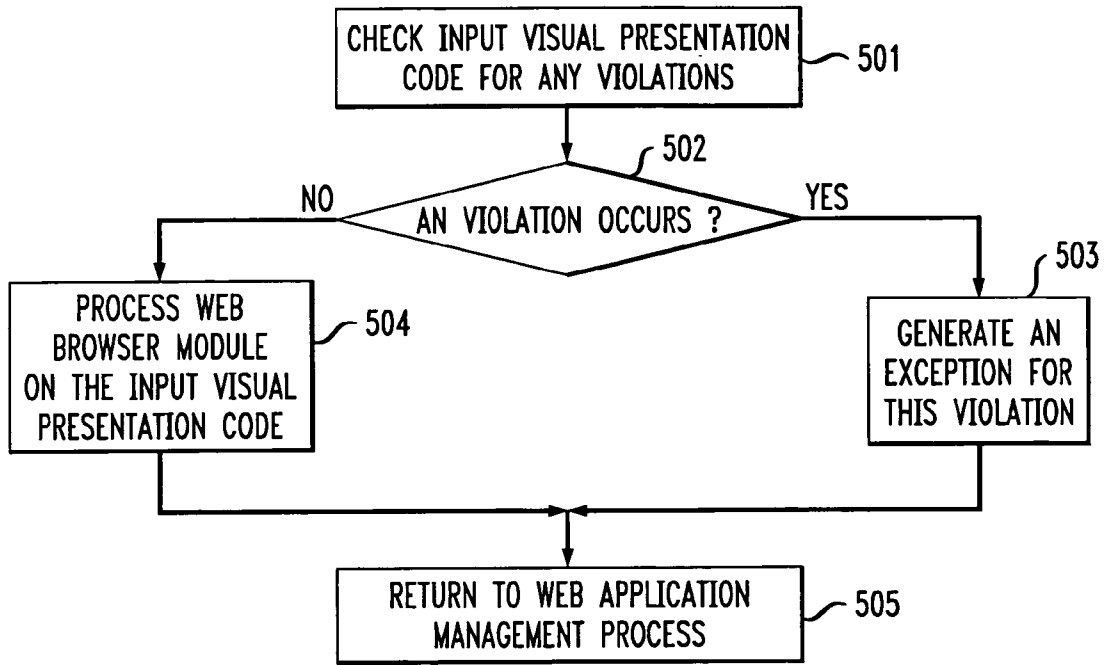 CHECK INPUT VISUAL PRESENTATION
CODE FOR ANY VIOLATIONS
501
502
NO
AN VIOLATION OCCURS ?
YES
503
PROCESS WEB
BROWSER MODULE
ON THE INPUT VISUAL
PRESENTATION CODE
504
GENERATE AN
EXCEPTION FOR
THIS VIOLATION
RETURN TO WEB APPLICATION
MANAGEMENT PROCESS
505